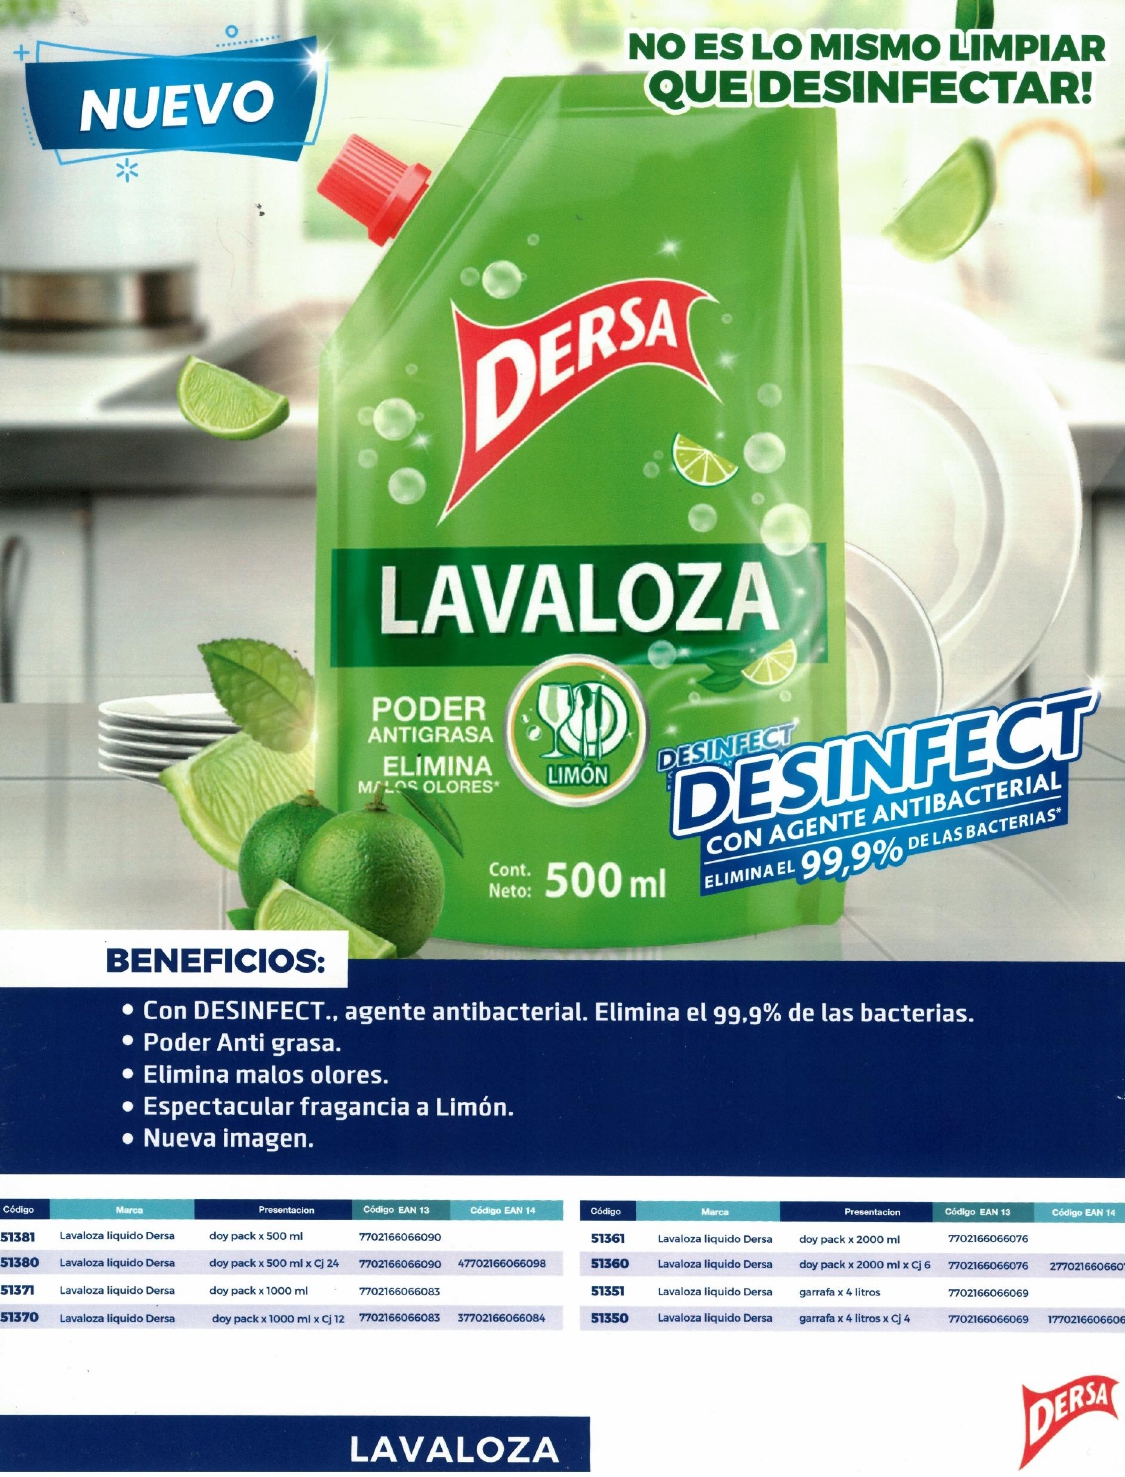 NUEVO
NO ES LO MISMO LIMPIAR
QUE DESINFECTAR!
DERSA
LAVALOZA
PODER
ANTIGRASA
ELIMINA
MALOS OLORES*
LIMÓN
DESINFECT
DESINFECT
CON AGENTE ANTIBACTERIAL
ELIMINA EL 99,9% DE LAS BACTERIAS*
Cont.
Neto: 500 ml
BENEFICIOS:
• Con DESINFECT., agente antibacterial. Elimina el 99,9% de las bacterias.
• Poder Anti grasa.
• Elimina malos olores.
• Espectacular fragancia a Limón.
• Nueva imagen.
Código Marca Presentacion Código EAN 13 Código EAN 14
51381 Lavaloza liquido Dersa doy pack x 500 ml 7702166066090
51380 Lavaloza liquido Dersa doy pack x 500 ml x Cj 24 7702166066090 47702166066098
51371 Lavaloza liquido Dersa doy pack x 1000 ml 7702166066083
51370 Lavaloza liquido Dersa doy pack x 1000 ml x Cj 12 7702166066083 37702166066084
Código Marca Presentacion Código EAN 13 Código EAN 14
51361 Lavaloza liquido Dersa doy pack x 2000 ml 7702166066076
51360 Lavaloza liquido Dersa doy pack x 2000 ml x Cj 6 7702166066076
51351 Lavaloza liquido Dersa garrafa x 4 litros 7702166066069
51350 Lavaloza liquido Dersa garrafa x 4 litros x Cj 4 7702166066069
DERSA
LAVALOZA